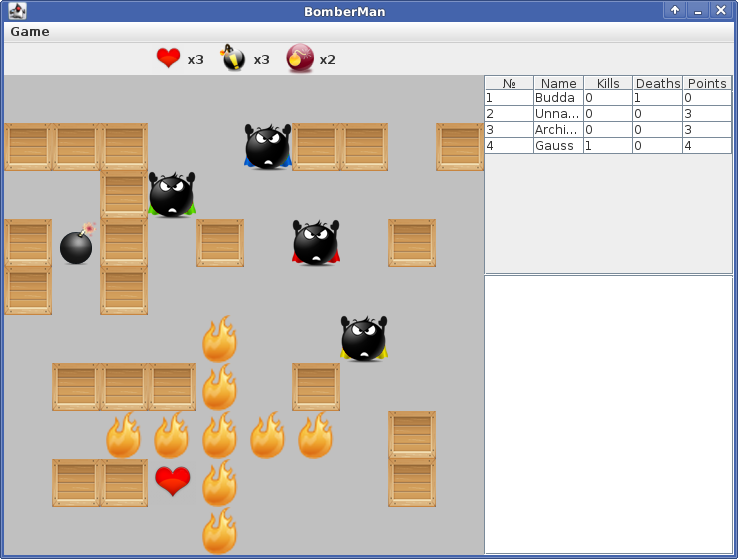 BomberMan
Game
x3 x3 x2
№ Name Kills Deaths Points
1 Budda 0 1 0
2 Unna... 0 0 3
3 Archi... 0 0 3
4 Gauss 1 0 4